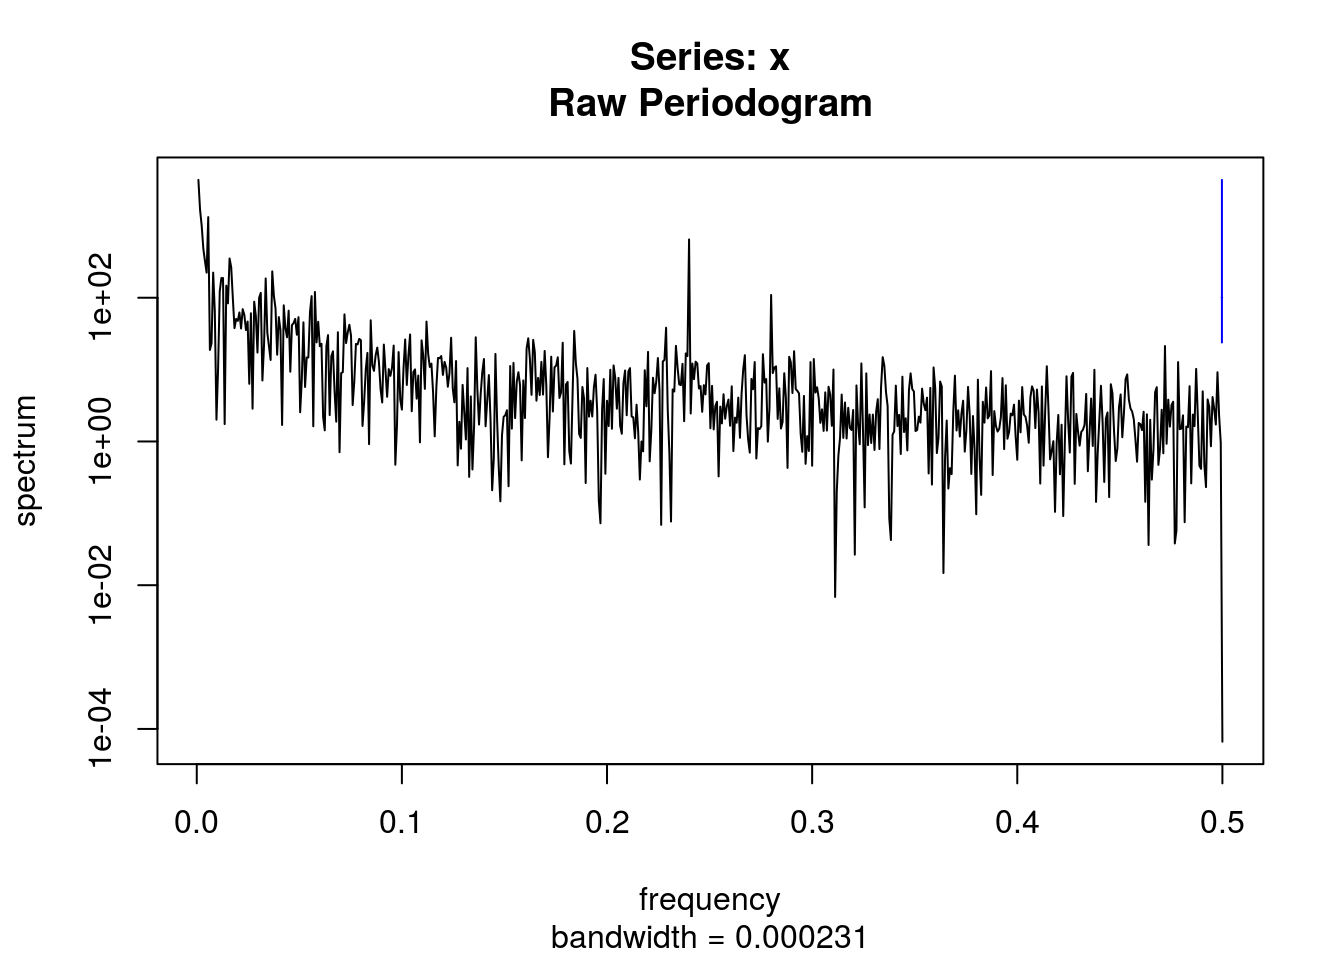 Series: x
Raw Periodogram
spectrum
1e+02
1e+00
1e-02
1e-04
0.0 0.1 0.2 0.3 0.4 0.5
frequency
bandwidth = 0.000231